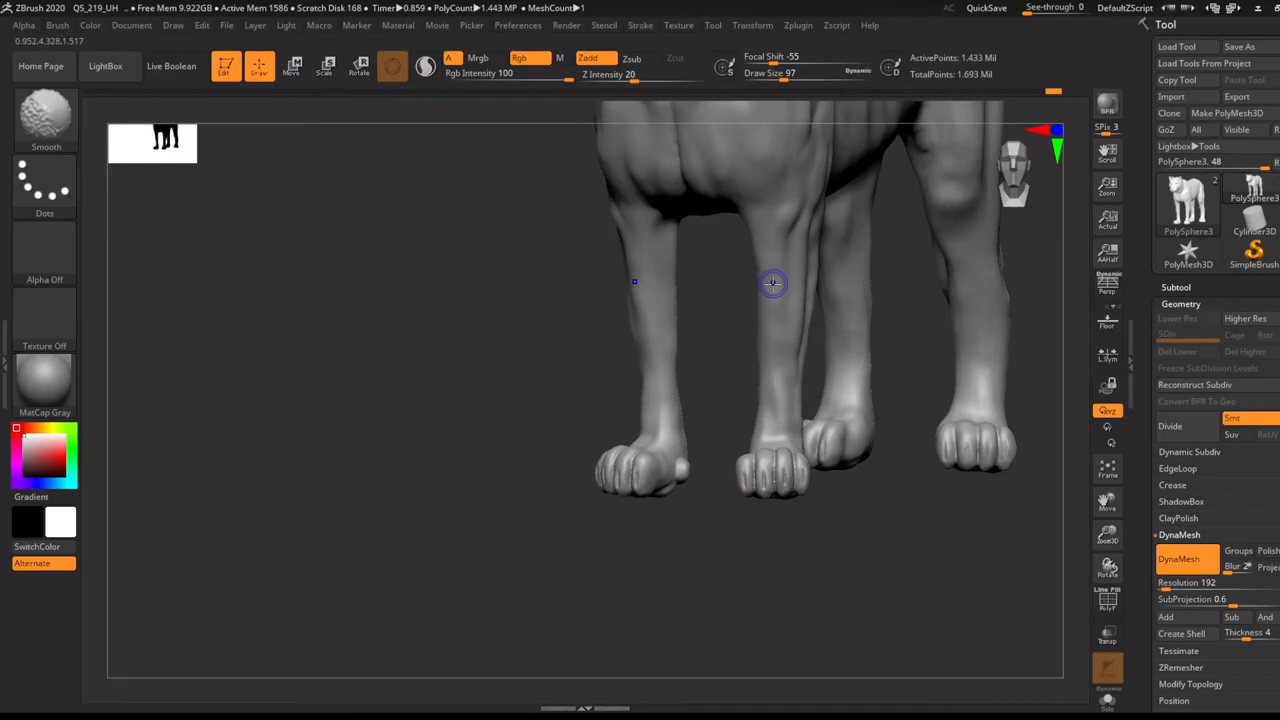 ZBrush 2020 QS_219_UH .. • Free Mem 9.922GB • Active Mem 1586 • Scratch Disk 168 • Timer▶0.859 • PolyCount▶1.443 MP • MeshCount▶1 AC QuickSave See-through 0 DefaultZScript
Alpha Brush Color Document Draw Edit File Layer Light Macro Marker Material Movie Picker Preferences Render Stencil Stroke Texture Tool Transform Zplugin Zscript Help
0.952,4.328,1.517
Home Page LightBox Live Boolean Edit Draw Move Scale Rotate
A Mrgb Rgb M Zadd Zsub Zcut
Rgb Intensity 100 Z Intensity 20
Focal Shift -55
Draw Size 97 Dynamic
S D
ActivePoints: 1.433 Mil
TotalPoints: 1.693 Mil
Smooth
Dots
Alpha Off
Texture Off
MatCap Gray
Gradient
SwitchColor
Alternate
BPR
SPix 3
Scroll
Zoom
Actual
AAHalf
Dynamic
Persp
Floor
L.Sym
XYZ
Frame
Move
Zoom3D
Rotate
Line Fill
PolyF
Transp
Dynamic
Solo
Tool
Load Tool Save As
Load Tools From Project
Copy Tool Paste Tool
Import Export
Clone Make PolyMesh3D
GoZ All Visible R
Lightbox▶Tools
PolySphere3. 48 R
2
PolySphere3 PolySphere3
Cylinder3D
PolyMesh3D SimpleBrush
Subtool
Geometry
Lower Res Higher Res
SDiv Cage Rstr
Del Lower Del Higher
Freeze SubDivision Levels
Reconstruct Subdiv
Convert BPR To Geo
Divide Smt
Suv ReUV
Dynamic Subdiv
EdgeLoop
Crease
ShadowBox
ClayPolish
DynaMesh
DynaMesh Groups Polish
Blur 2 Proje
Resolution 192
SubProjection 0.6
Add Sub And
Create Shell Thickness 4
Tessimate
ZRemesher
Modify Topology
Position